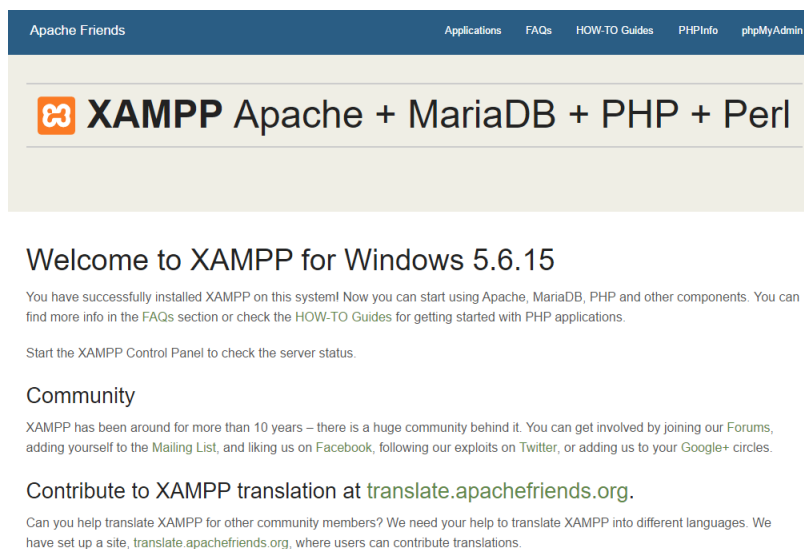 Apache Friends Applications FAQs HOW-TO Guides PHPInfo phpMyAdmin
XAMPP Apache + MariaDB + PHP + Perl
Welcome to XAMPP for Windows 5.6.15
You have successfully installed XAMPP on this system! Now you can start using Apache, MariaDB, PHP and other components. You can
find more info in the FAQs section or check the HOW-TO Guides for getting started with PHP applications.
Start the XAMPP Control Panel to check the server status.
Community
XAMPP has been around for more than 10 years – there is a huge community behind it. You can get involved by joining our Forums,
adding yourself to the Mailing List, and liking us on Facebook, following our exploits on Twitter, or adding us to your Google+ circles.
Contribute to XAMPP translation at translate.apachefriends.org.
Can you help translate XAMPP for other community members? We need your help to translate XAMPP into different languages. We
have set up a site, translate.apachefriends.org, where users can contribute translations.